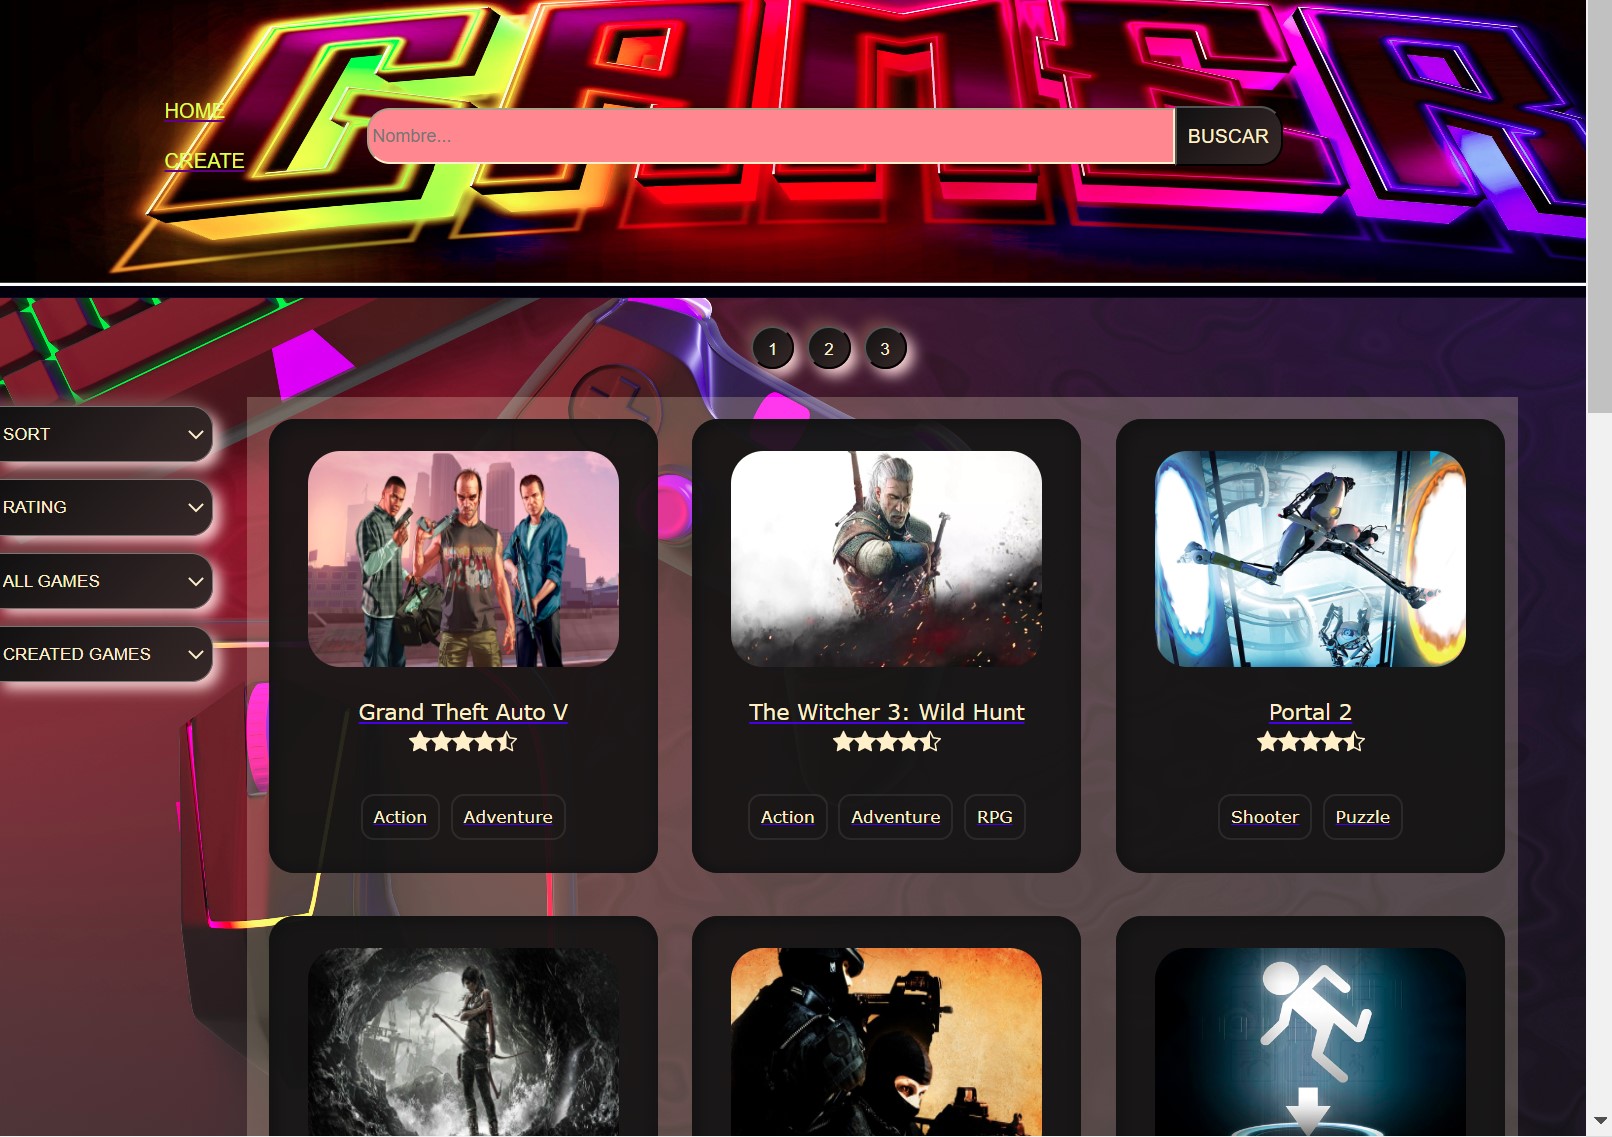 GAMER
HOME
CREATE
Nombre...
BUSCAR
1 2 3
SORT
RATING
ALL GAMES
CREATED GAMES
Grand Theft Auto V
Action Adventure
The Witcher 3: Wild Hunt
Action Adventure RPG
Portal 2
Shooter Puzzle